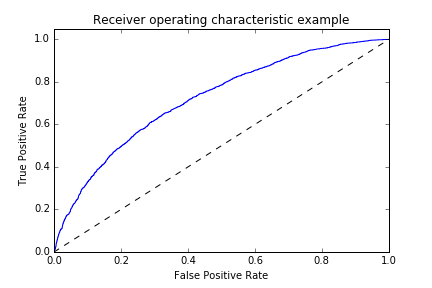 Receiver operating characteristic example
True Positive Rate
1.0
0.8
0.6
0.4
0.2
0.0
0.0 0.2 0.4 0.6 0.8 1.0
False Positive Rate